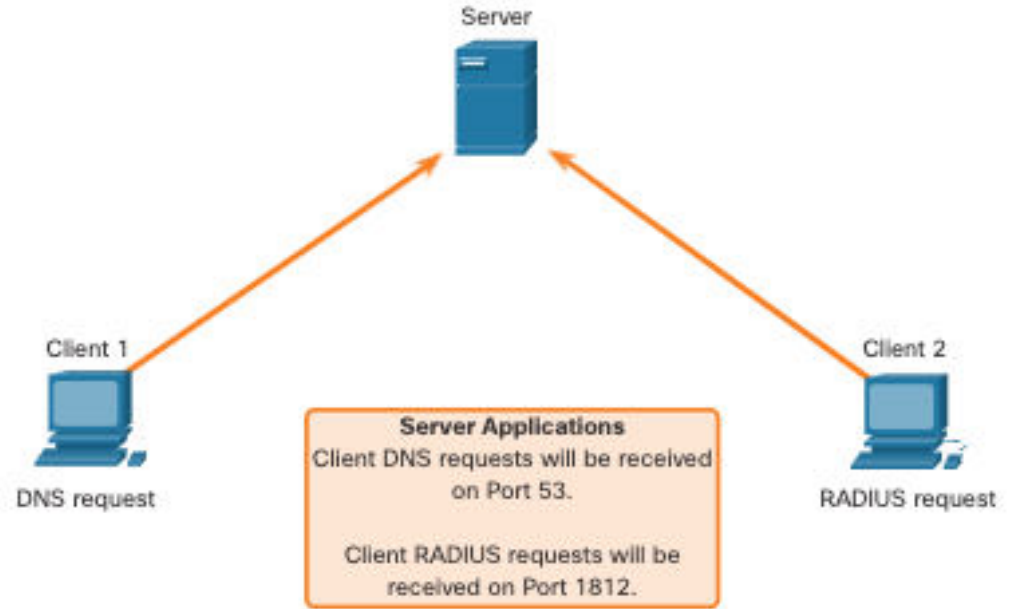 Server
Client 1
Client 2
DNS request
RADIUS request
Server Applications
Client DNS requests will be received
on Port 53.
Client RADIUS requests will be
received on Port 1812.